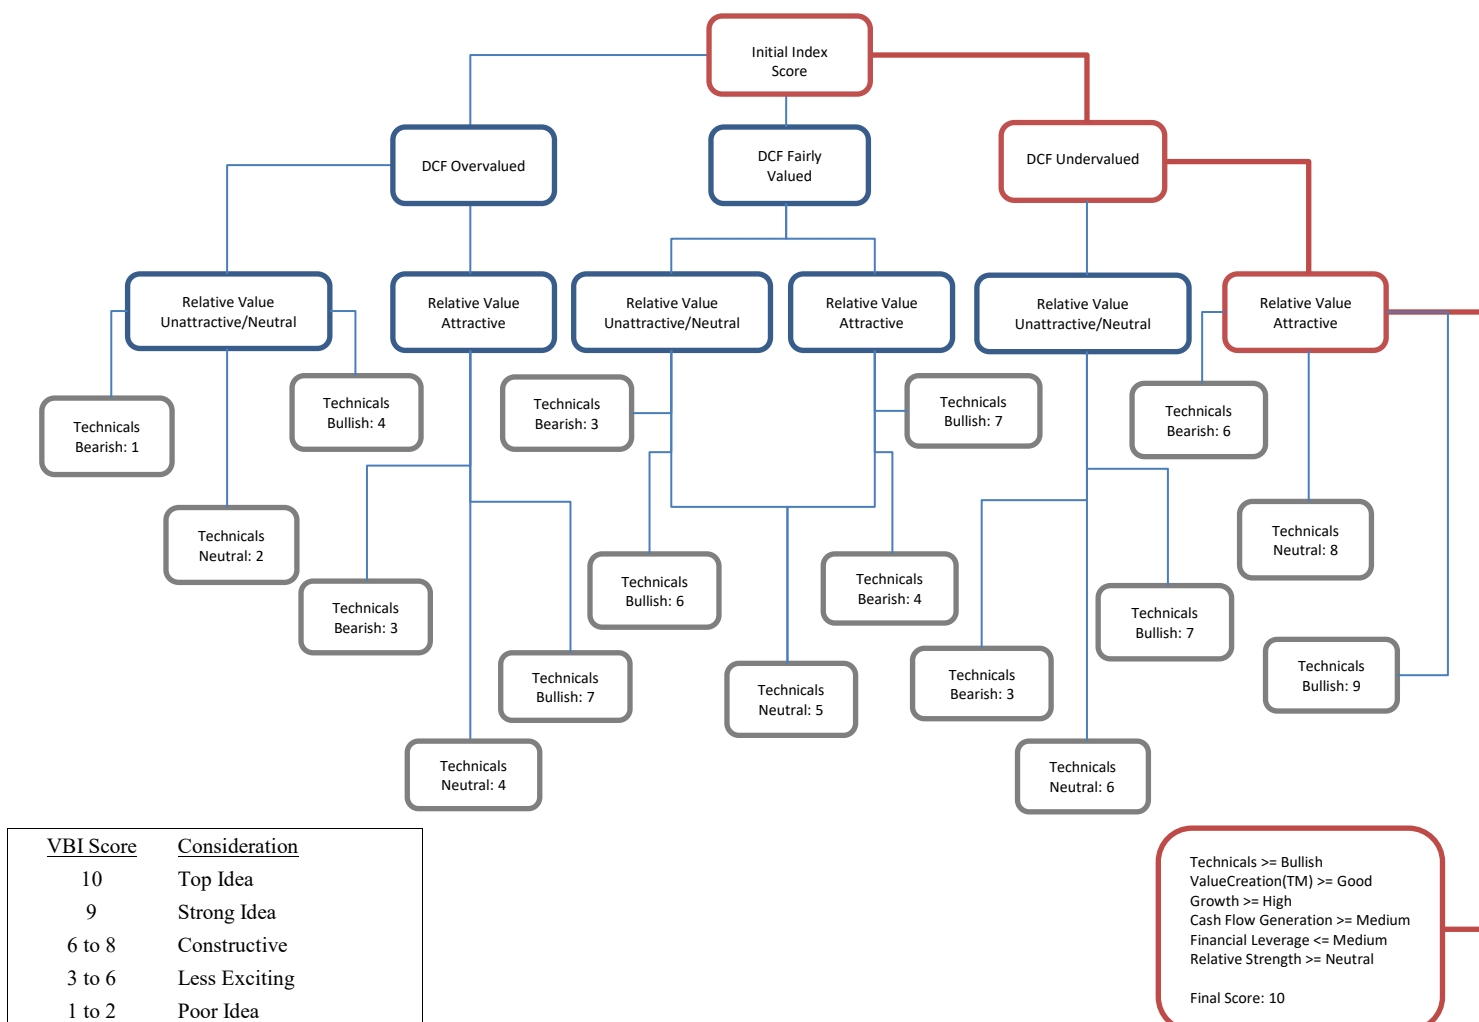 Initial Index
Score
DCF Overvalued
DCF Fairly
Valued
DCF Undervalued
Relative Value
Unattractive/Neutral
Relative Value
Attractive
Relative Value
Unattractive/Neutral
Relative Value
Attractive
Relative Value
Unattractive/Neutral
Relative Value
Attractive
Technicals
Bearish: 1
Technicals
Bullish: 4
Technicals
Bearish: 3
Technicals
Bullish: 7
Technicals
Bearish: 6
Technicals
Neutral: 2
Technicals
Neutral: 8
Technicals
Bearish: 3
Technicals
Bullish: 6
Technicals
Bearish: 4
Technicals
Bullish: 7
Technicals
Bullish: 7
Technicals
Neutral: 5
Technicals
Bearish: 3
Technicals
Bullish: 9
Technicals
Neutral: 4
Technicals
Neutral: 6
VBI Score Consideration
10 Top Idea
9 Strong Idea
6 to 8 Constructive
3 to 6 Less Exciting
1 to 2 Poor Idea
Technicals >= Bullish
ValueCreation(TM) >= Good
Growth >= High
Cash Flow Generation >= Medium
Financial Leverage <= Medium
Relative Strength >= Neutral
Final Score: 10